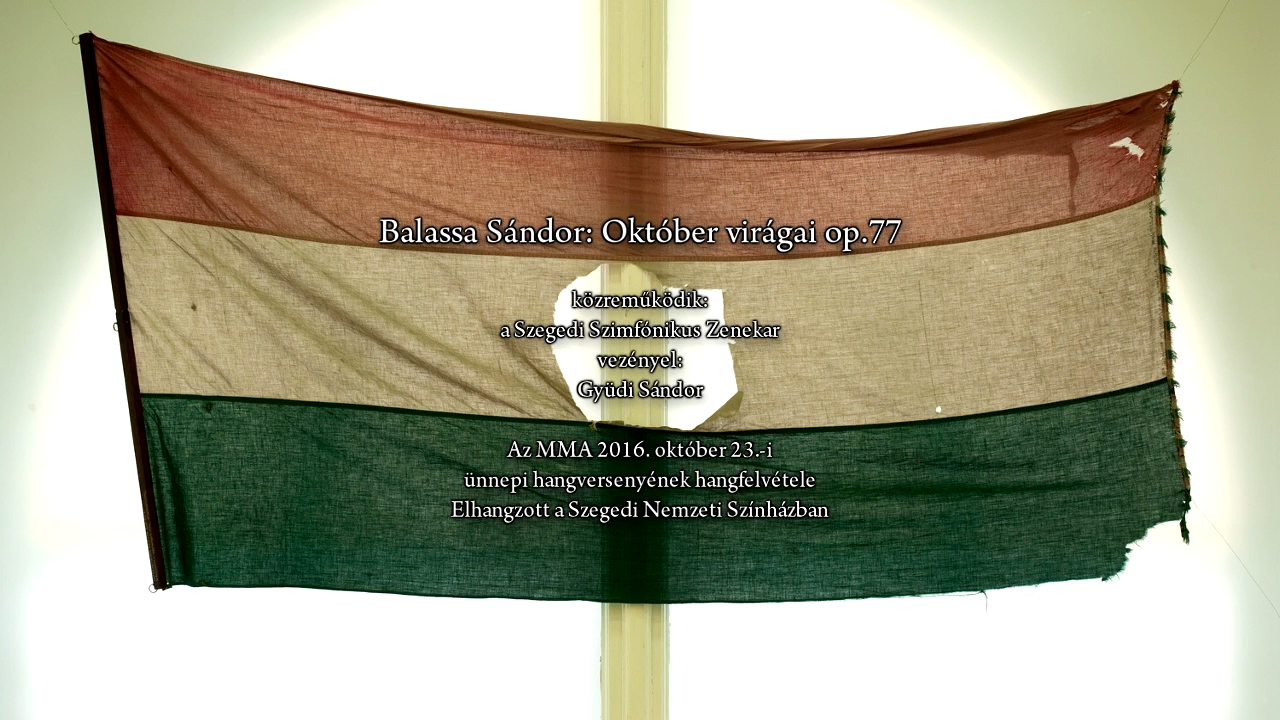 Balassa Sándor: Október virágai op.77
közreműködik:
a Szegedi Szimfónikus Zenekar
vezényel:
Gyüdi Sándor
Az MMA 2016. október 23.-i
ünnepi hangversenyének hangfelvétele
Elhangzott a Szegedi Nemzeti Színházban